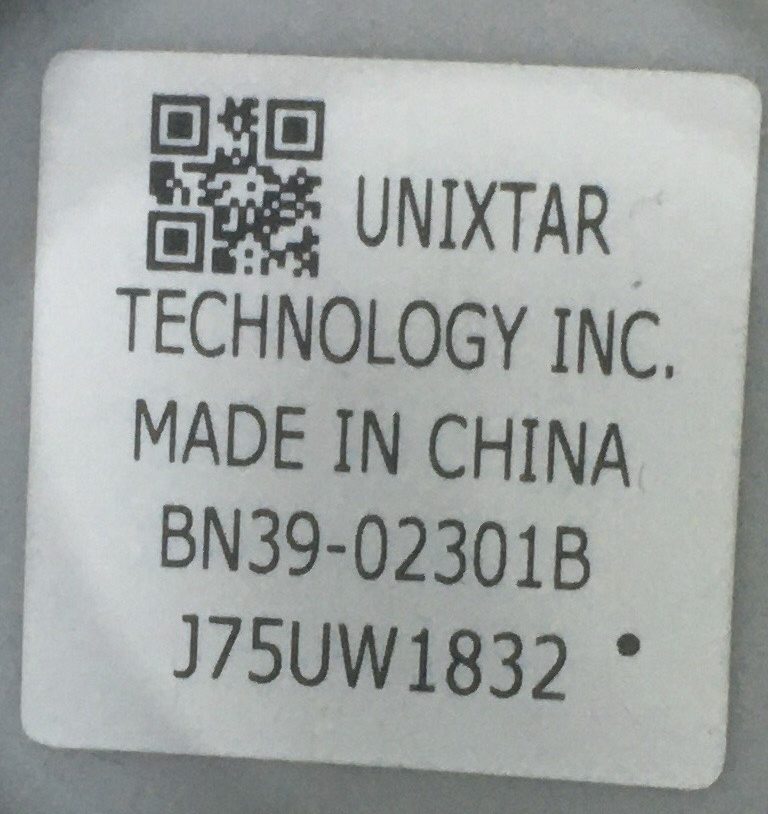 UNIXTAR
TECHNOLOGY INC.
MADE IN CHINA
BN39-02301B
J75UW1832